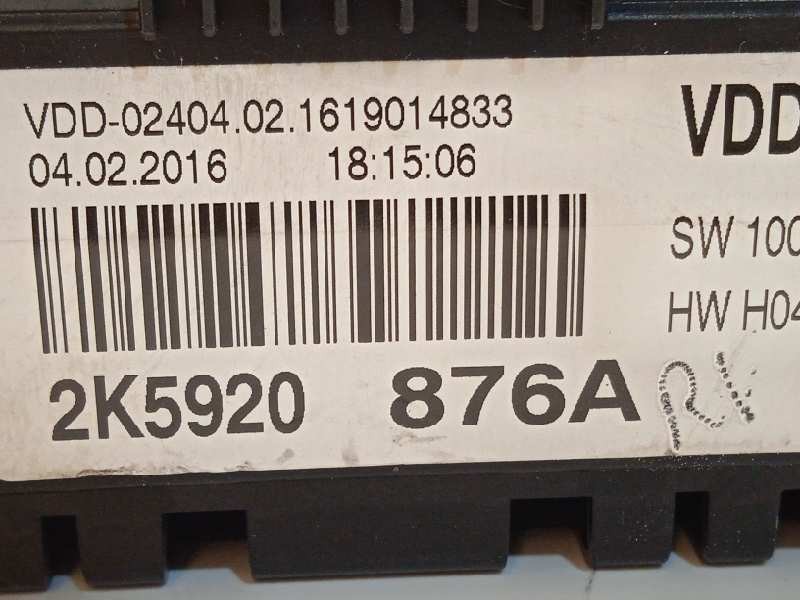 VDD-02404.02.1619014833
04.02.2016 18:15:06
VDD
SW 100
HW H04
2K5920 876A